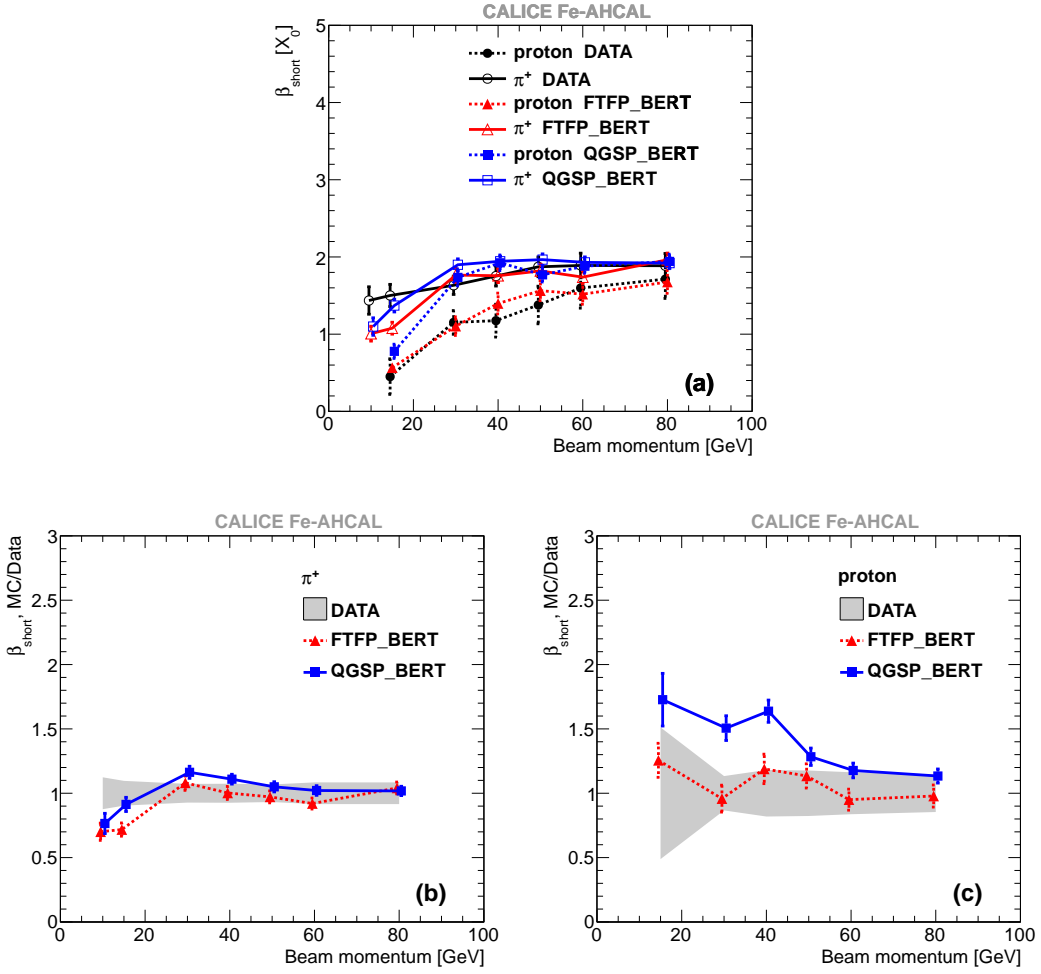 CALICE Fe-AHCAL
β_short [X_0]
5
4
3
2
1
0
proton DATA
π⁺ DATA
proton FTFP_BERT
π⁺ FTFP_BERT
proton QGSP_BERT
π⁺ QGSP_BERT
(a)
0 20 40 60 80 100
Beam momentum [GeV]
CALICE Fe-AHCAL
β_short, MC/Data
3
2.5
2
1.5
1
0.5
0
π⁺
DATA
FTFP_BERT
QGSP_BERT
(b)
0 20 40 60 80 100
Beam momentum [GeV]
CALICE Fe-AHCAL
β_short, MC/Data
3
2.5
2
1.5
1
0.5
0
proton
DATA
FTFP_BERT
QGSP_BERT
(c)
0 20 40 60 80 100
Beam momentum [GeV]